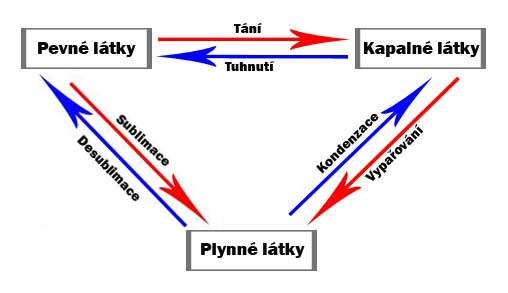 Tání
Pevné látky
Kapalné látky
Tuhnutí
Sublimace
Desublimace
Kondenzace
Vypařování
Plynné látky